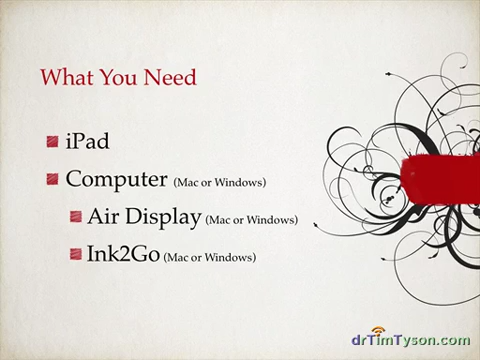 What You Need
iPad
Computer (Mac or Windows)
Air Display (Mac or Windows)
Ink2Go (Mac or Windows)
drTimTyson.com